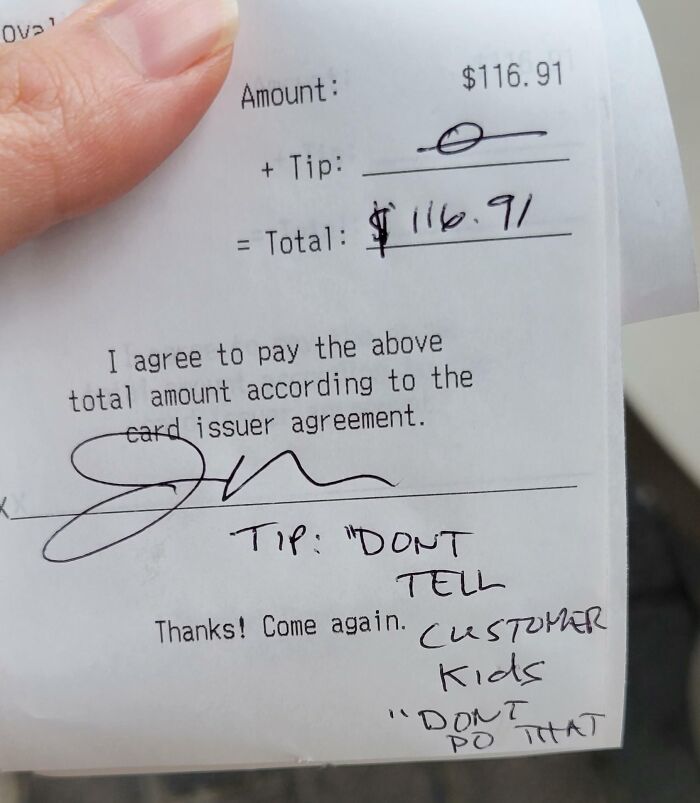 oval
Amount: $116.91
+ Tip: 0
= Total: $116.91
I agree to pay the above
total amount according to the
card issuer agreement.
X
TIP: "DONT
TELL
Thanks! Come again. CUSTOMER
KIdS
"DONT
DO THAT